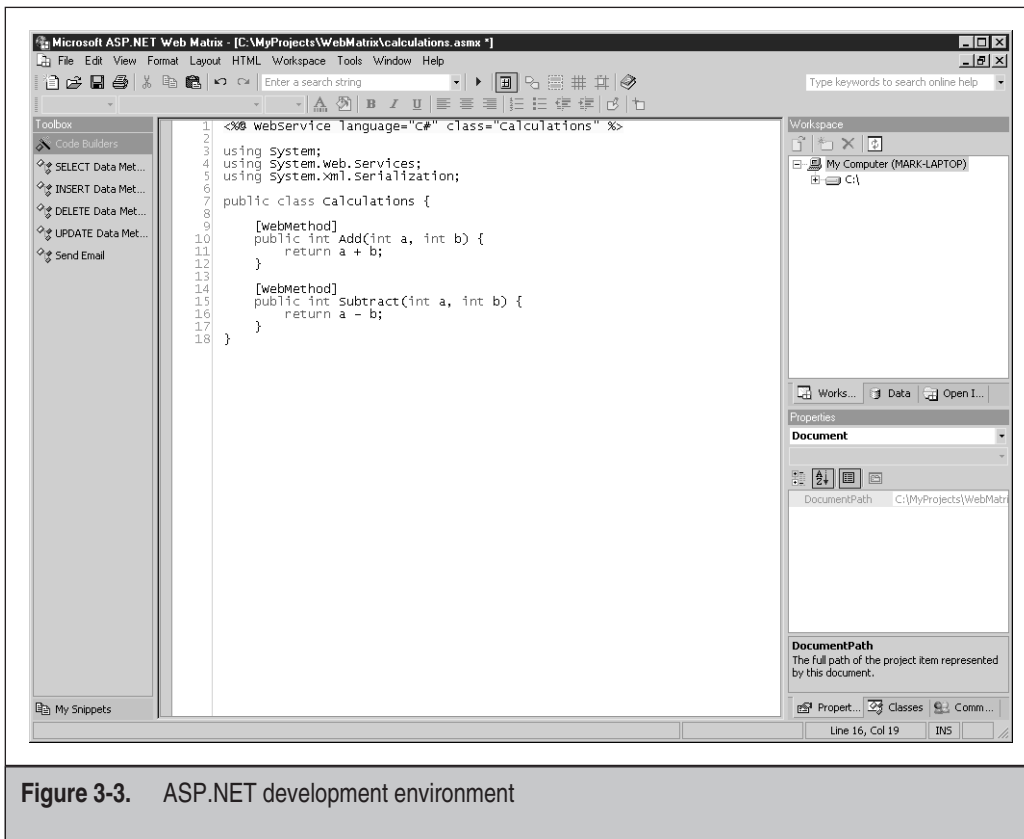 Microsoft ASP.NET Web Matrix - [C:\MyProjects\WebMatrix\calculations.asmx *]
File Edit View Format Layout HTML Workspace Tools Window Help
Enter a search string
Type keywords to search online help
A B I U
Toolbox
Code Builders
SELECT Data Met...
INSERT Data Met...
DELETE Data Met...
UPDATE Data Met...
Send Email
My Snippets
1 <%@ WebService language="C#" class="Calculations" %>
2
3 using System;
4 using System.Web.Services;
5 using System.Xml.Serialization;
6
7 public class Calculations {
8
9 [WebMethod]
10 public int Add(int a, int b) {
11 return a + b;
12 }
13
14 [WebMethod]
15 public int Subtract(int a, int b) {
16 return a - b;
17 }
18 }
Workspace
My Computer (MARK-LAPTOP)
C:\
Works... Data Open I...
Properties
Document
DocumentPath C:\MyProjects\WebMatri
DocumentPath
The full path of the project item represented
by this document.
Propert... Classes Comm...
Line 16, Col 19 INS
Figure 3-3. ASP.NET development environment